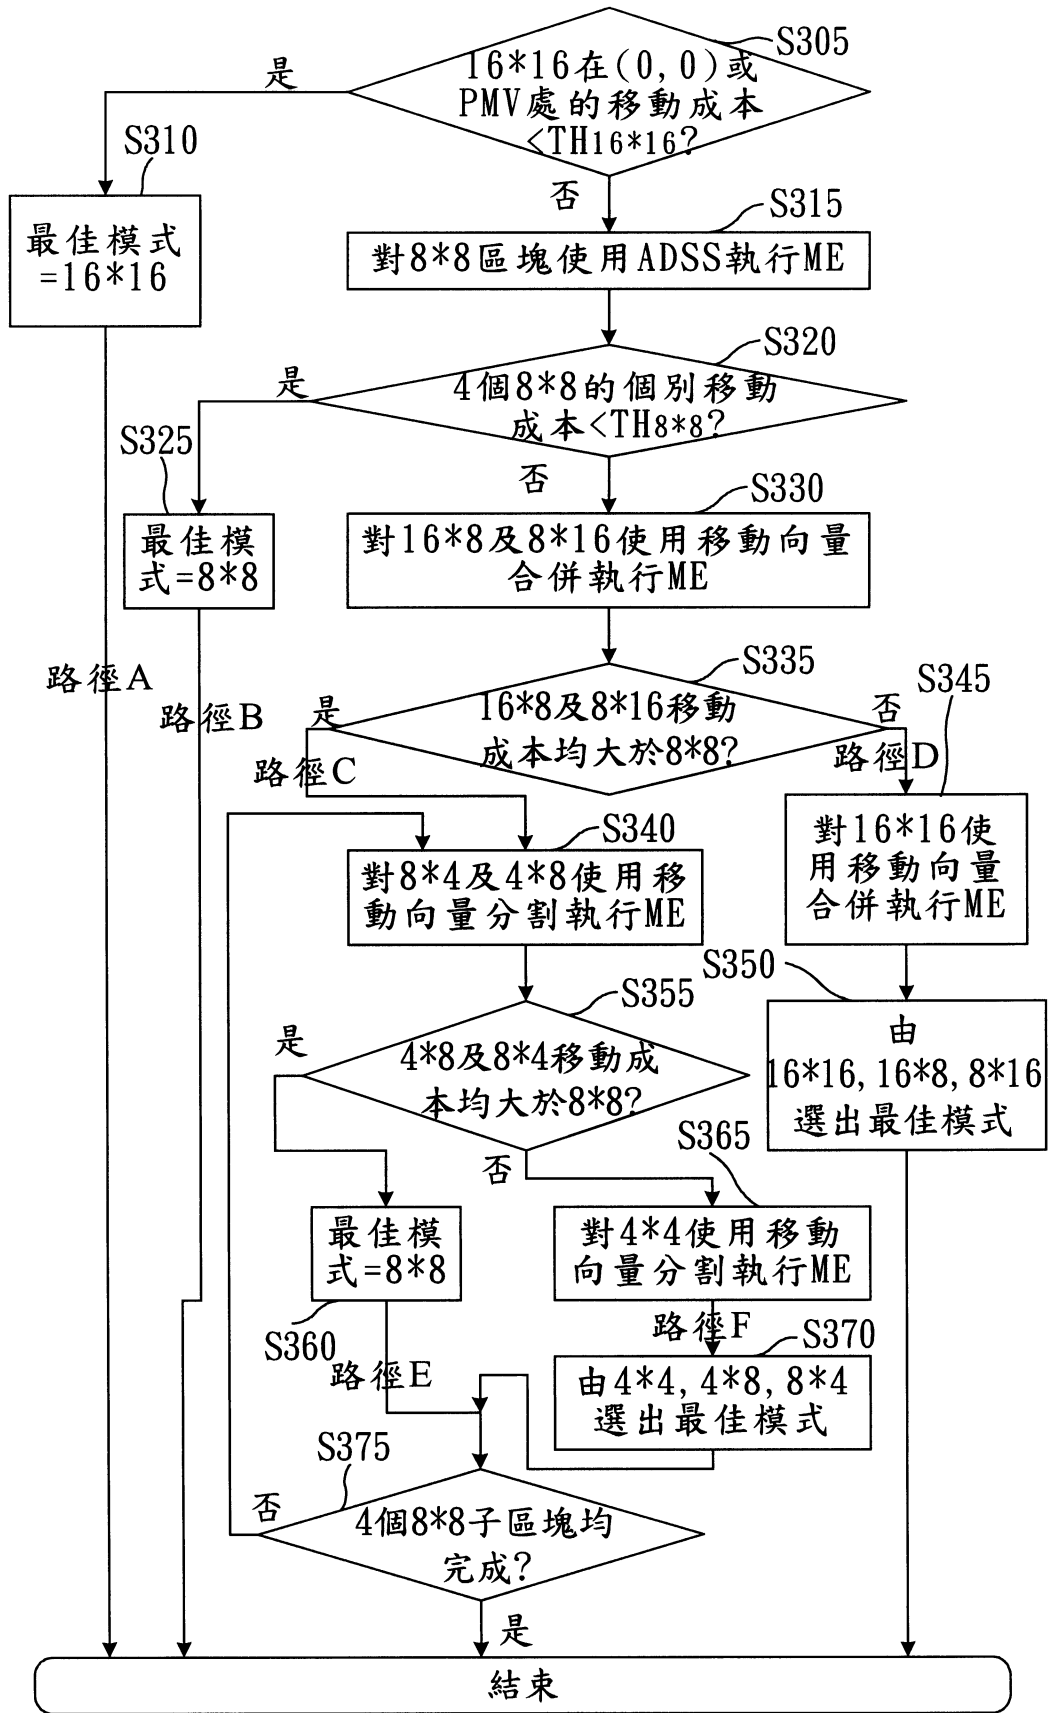 S305
是
16*16在(0,0)或
PMV處的移動成本
<TH16*16?
S310
否
S315
最佳模式
=16*16
對8*8區塊使用ADSS執行ME
S320
是
4個8*8的個別移動
成本<TH8*8?
S325
否
S330
最佳模
式=8*8
對16*8及8*16使用移動向量
合併執行ME
S335
S345
路徑A
路徑B
是
16*8及8*16移動
成本均大於8*8?
否
路徑C
路徑D
S340
對16*16使
用移動向量
合併執行ME
對8*4及4*8使用移
動向量分割執行ME
S350
S355
是
4*8及8*4移動成
本均大於8*8?
由
16*16,16*8,8*16
選出最佳模式
S365
否
最佳模
式=8*8
對4*4使用移動
向量分割執行ME
S360
路徑F
S370
路徑E
由4*4,4*8,8*4
選出最佳模式
S375
否
4個8*8子區塊均
完成?
是
結束